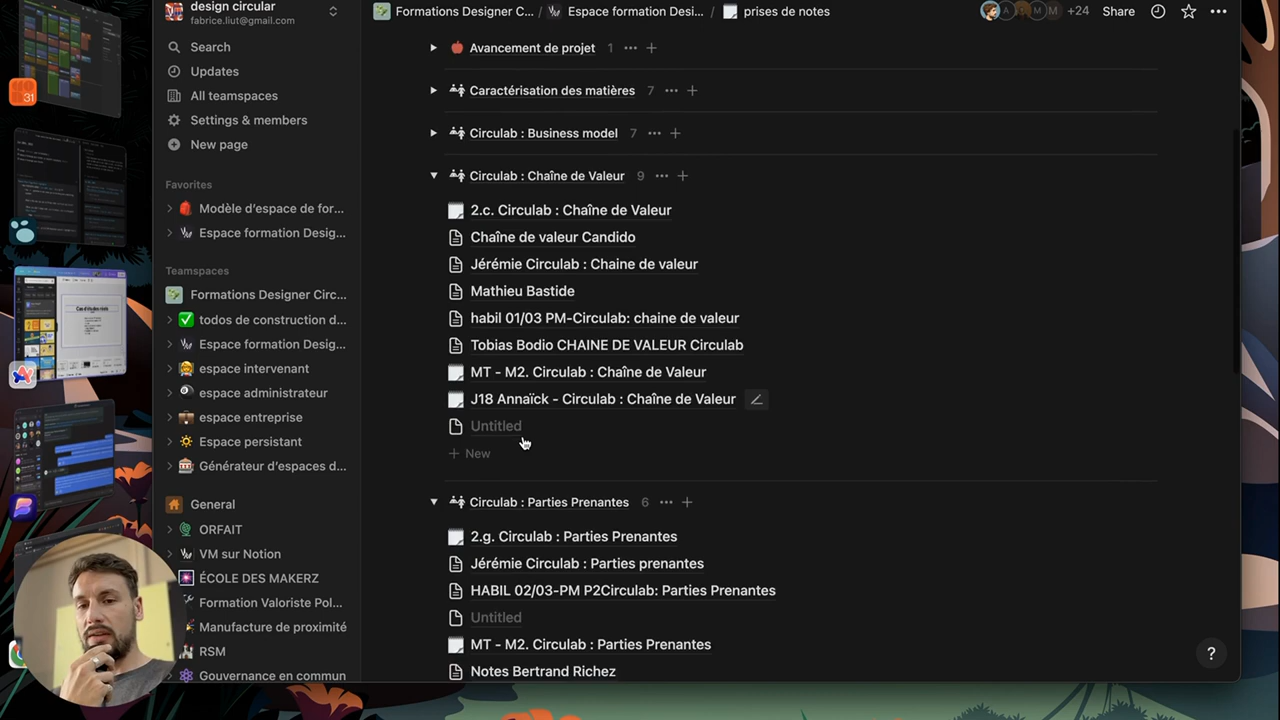 design circular
fabrice.liut@gmail.com
Search
Updates
All teamspaces
Settings & members
New page
Favorites
Modèle d'espace de for...
Espace formation Desig...
Teamspaces
Formations Designer Circ...
todos de construction d...
Espace formation Desig...
espace intervenant
espace administrateur
espace entreprise
Espace persistant
Générateur d'espaces d...
General
ORFAIT
VM sur Notion
ÉCOLE DES MAKERZ
Formation Valoriste Pol...
Manufacture de proximité
RSM
Gouvernance en commun
31
Formations Designer C... / Espace formation Desi... / prises de notes
A M M +24 Share
Avancement de projet 1
Caractérisation des matières 7
Circulab : Business model 7
Circulab : Chaîne de Valeur 9
2.c. Circulab : Chaîne de Valeur
Chaîne de valeur Candido
Jérémie Circulab : Chaine de valeur
Mathieu Bastide
habil 01/03 PM-Circulab: chaine de valeur
Tobias Bodio CHAINE DE VALEUR Circulab
MT - M2. Circulab : Chaîne de Valeur
J18 Annaïck - Circulab : Chaîne de Valeur
Untitled
New
Circulab : Parties Prenantes 6
2.g. Circulab : Parties Prenantes
Jérémie Circulab : Parties prenantes
HABIL 02/03-PM P2Circulab: Parties Prenantes
Untitled
MT - M2. Circulab : Parties Prenantes
Notes Bertrand Richez
?